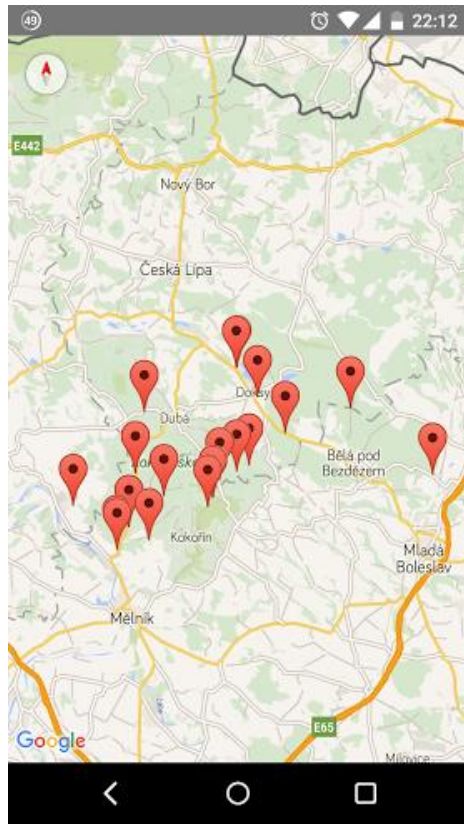 49
22:12
E442
Nový Bor
Česká Lípa
Doksy
Dubá
Bělá pod
Bezdězem
Kokořín
Mladá
Boleslav
Mělník
E65
Google
Milovice